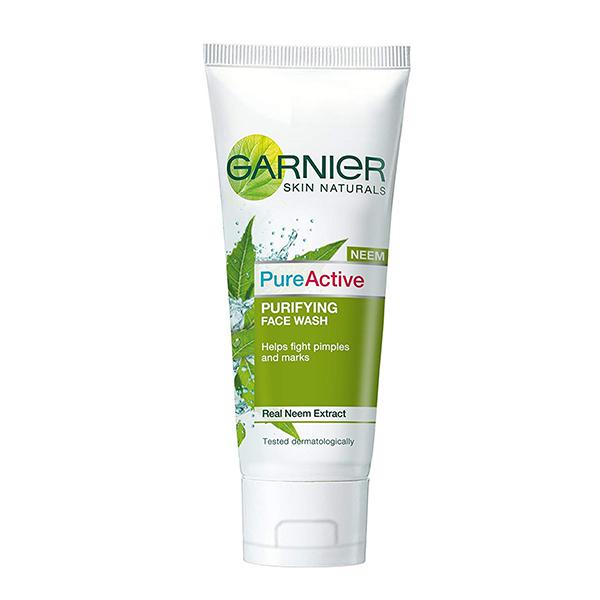 GARNIER
SKIN NATURALS
NEEM
PureActive
PURIFYING
FACE WASH
Helps fight pimples
and marks
Real Neem Extract
Tested dermatologically